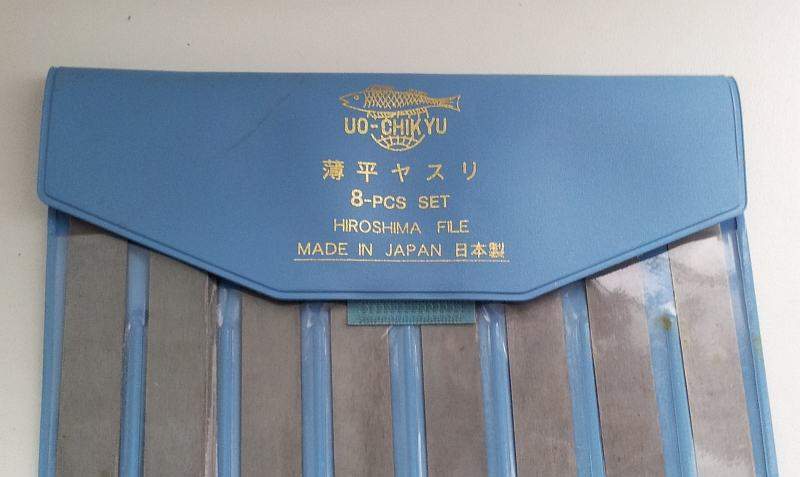 UO-CHIKYU
薄平ヤスリ
8-PCS SET
HIROSHIMA FILE
MADE IN JAPAN 日本製